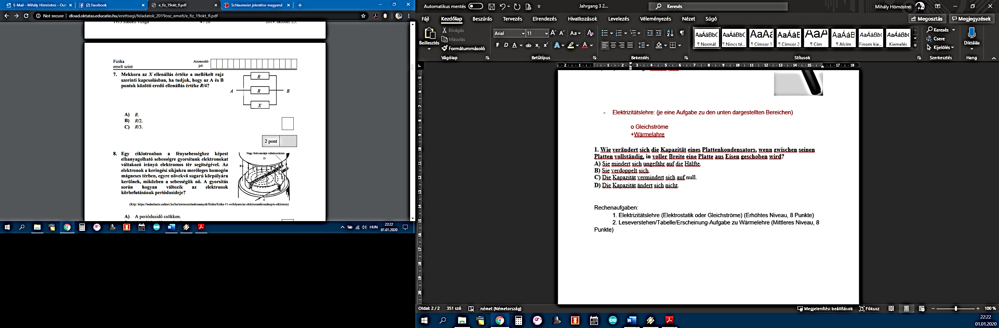 E-Mail – Mihály Hömöstrei – Out
(2) Facebook
e_fiz_19okt_fl.pdf
Schlaumeier jelentése magyarul
Not secure
dload.oktatas.educatio.hu/erettsegi/feladatok_2019osz_emelt/e_fiz_19okt_fl.pdf
Fizika
emelt szint
Azonosító
jel:
7. Mekkora az X ellenállás értéke a mellékelt rajz
szerinti kapcsolásban, ha tudjuk, hogy az A és B
pontok közötti eredő ellenállás értéke R/4?
R
A R B
X
A) R.
B) R/2.
C) R/3.
2 pont
8. Egy ciklotronban a fénysebességhez képest
elhanyagolható sebességre gyorsítunk elektronokat
váltakozó irányú elektromos tér segítségével. Az
elektronok a keringési síkjukra merőleges homogén
mágneses térben, egyre növekvő sugarú körpályára
kerülnek, miközben a sebességük nő. A gyorsítás
során hogyan változik az elektronok
körbefutásának periódusideje?
Nagy frekvenciájú váltakozóáram
D
B
E
(Kép: https://tudasbazis.sulinet.hu/hu/termeszettudomanyok/fizika/fizika-11-evfolyam/az-elektronmikroszkop/a-ciklotron)
A) A periódusidő csökken.
HUN
22:22
01.01.2020
Automatikus mentés
Jahrgang 3 2...
Keresés
Mihály Hömöstrei
Fájl Kezdőlap Beszúrás Tervezés Elrendezés Hivatkozások Levelezés Véleményezés Nézet Súgó
Megosztás
Megjegyzések
Beillesztés
Kivágás
Másolás
Formátummásoló
Vágólap
Arial 11
Betűtípus
Bekezdés
AaÁáBbC AaÁáBbC AaÁá AaÁáE AaÁ AaÁáB AaÁáBb( AaÁáBb(
¶ Normál ¶ Nincs té... ¶ Címsor 1 ¶ Címsor 2 ¶ Cím ¶ Alcím Finom kie... Kiemelés
Stílusok
Keresés
Csere
Kijelölés
Szerkesztés
Diktálás
Hang
- Elektrizitätslehre: (je eine Aufgabe zu den unten dargestellten Bereichen)
o Gleichströme
+Wärmelahre
1. Wie verändert sich die Kapazität eines Plattenkondensators, wenn zwischen seinen
Platten vollständig, in voller Breite eine Platte aus Eisen geschoben wird?
A) Sie mindert sich ungefähr auf die Hälfte.
B) Sie verdoppelt sich.
C) Die Kapazität vermindert sich auf null.
D) Die Kapazität ändert sich nicht.
Rechenaufgaben:
1. Elektrizitätslehre (Elektrostatik oder Gleichströme) (Erhöhtes Niveau, 8 Punkte)
2. Leseverstehen/Tabelle/Erscheinung-Aufgabe zu Wärmelehre (Mittleres Niveau, 8
Punkte)
Oldal: 2 / 2 351 szó német (Németország)
Megjelenítési beállítások Fókusz 100 %
22:22
01.01.2020